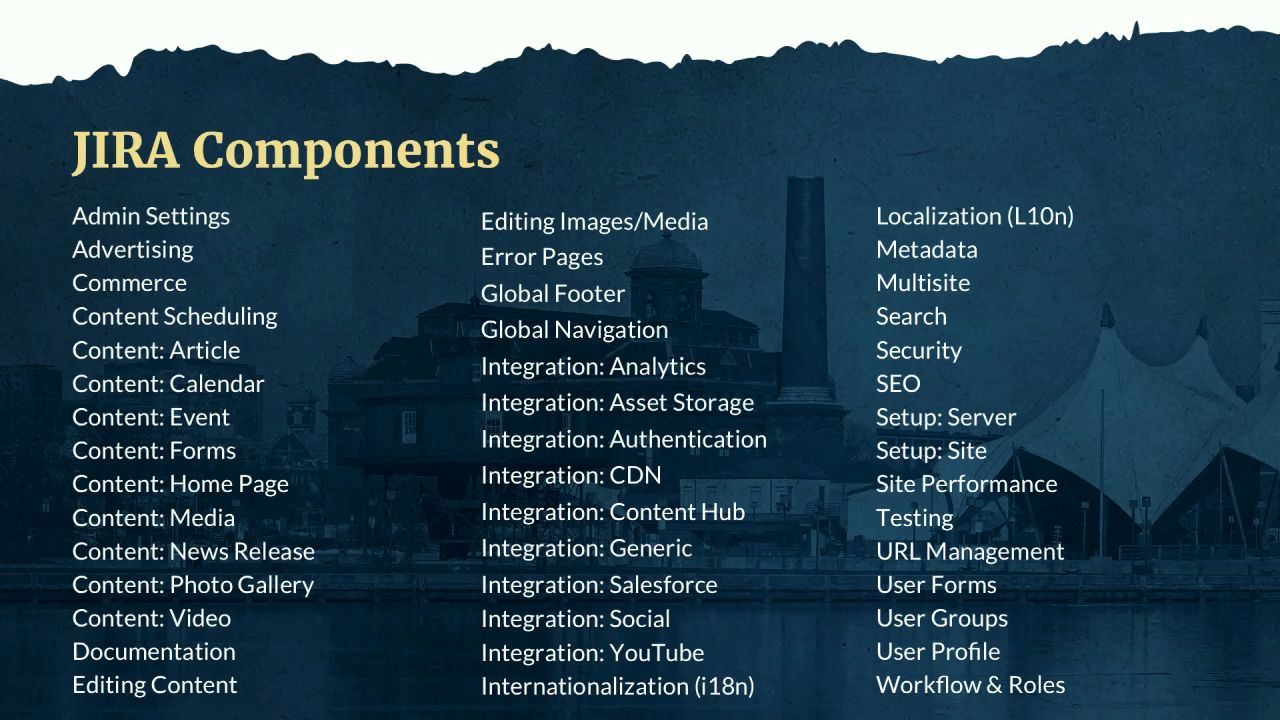 JIRA Components
Admin Settings
Advertising
Commerce
Content Scheduling
Content: Article
Content: Calendar
Content: Event
Content: Forms
Content: Home Page
Content: Media
Content: News Release
Content: Photo Gallery
Content: Video
Documentation
Editing Content
Editing Images/Media
Error Pages
Global Footer
Global Navigation
Integration: Analytics
Integration: Asset Storage
Integration: Authentication
Integration: CDN
Integration: Content Hub
Integration: Generic
Integration: Salesforce
Integration: Social
Integration: YouTube
Internationalization (i18n)
Localization (L10n)
Metadata
Multisite
Search
Security
SEO
Setup: Server
Setup: Site
Site Performance
Testing
URL Management
User Forms
User Groups
User Profile
Workflow & Roles